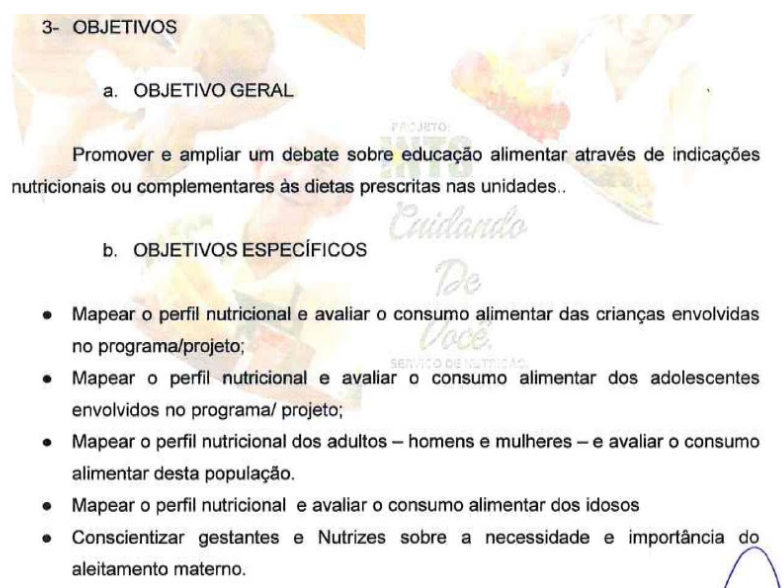 3- OBJETIVOS
a. OBJETIVO GERAL
PROJETO:
INTS
Promover e ampliar um debate sobre educação alimentar através de indicações
nutricionais ou complementares às dietas prescritas nas unidades..
Cuidando
b. OBJETIVOS ESPECÍFICOS
De
● Mapear o perfil nutricional e avaliar o consumo alimentar das crianças envolvidas
Você.
no programa/projeto;
SERVIÇO DE NUTRIÇÃO
● Mapear o perfil nutricional e avaliar o consumo alimentar dos adolescentes
envolvidos no programa/ projeto;
● Mapear o perfil nutricional dos adultos – homens e mulheres – e avaliar o consumo
alimentar desta população.
● Mapear o perfil nutricional e avaliar o consumo alimentar dos idosos
● Conscientizar gestantes e Nutrizes sobre a necessidade e importância do
aleitamento materno.